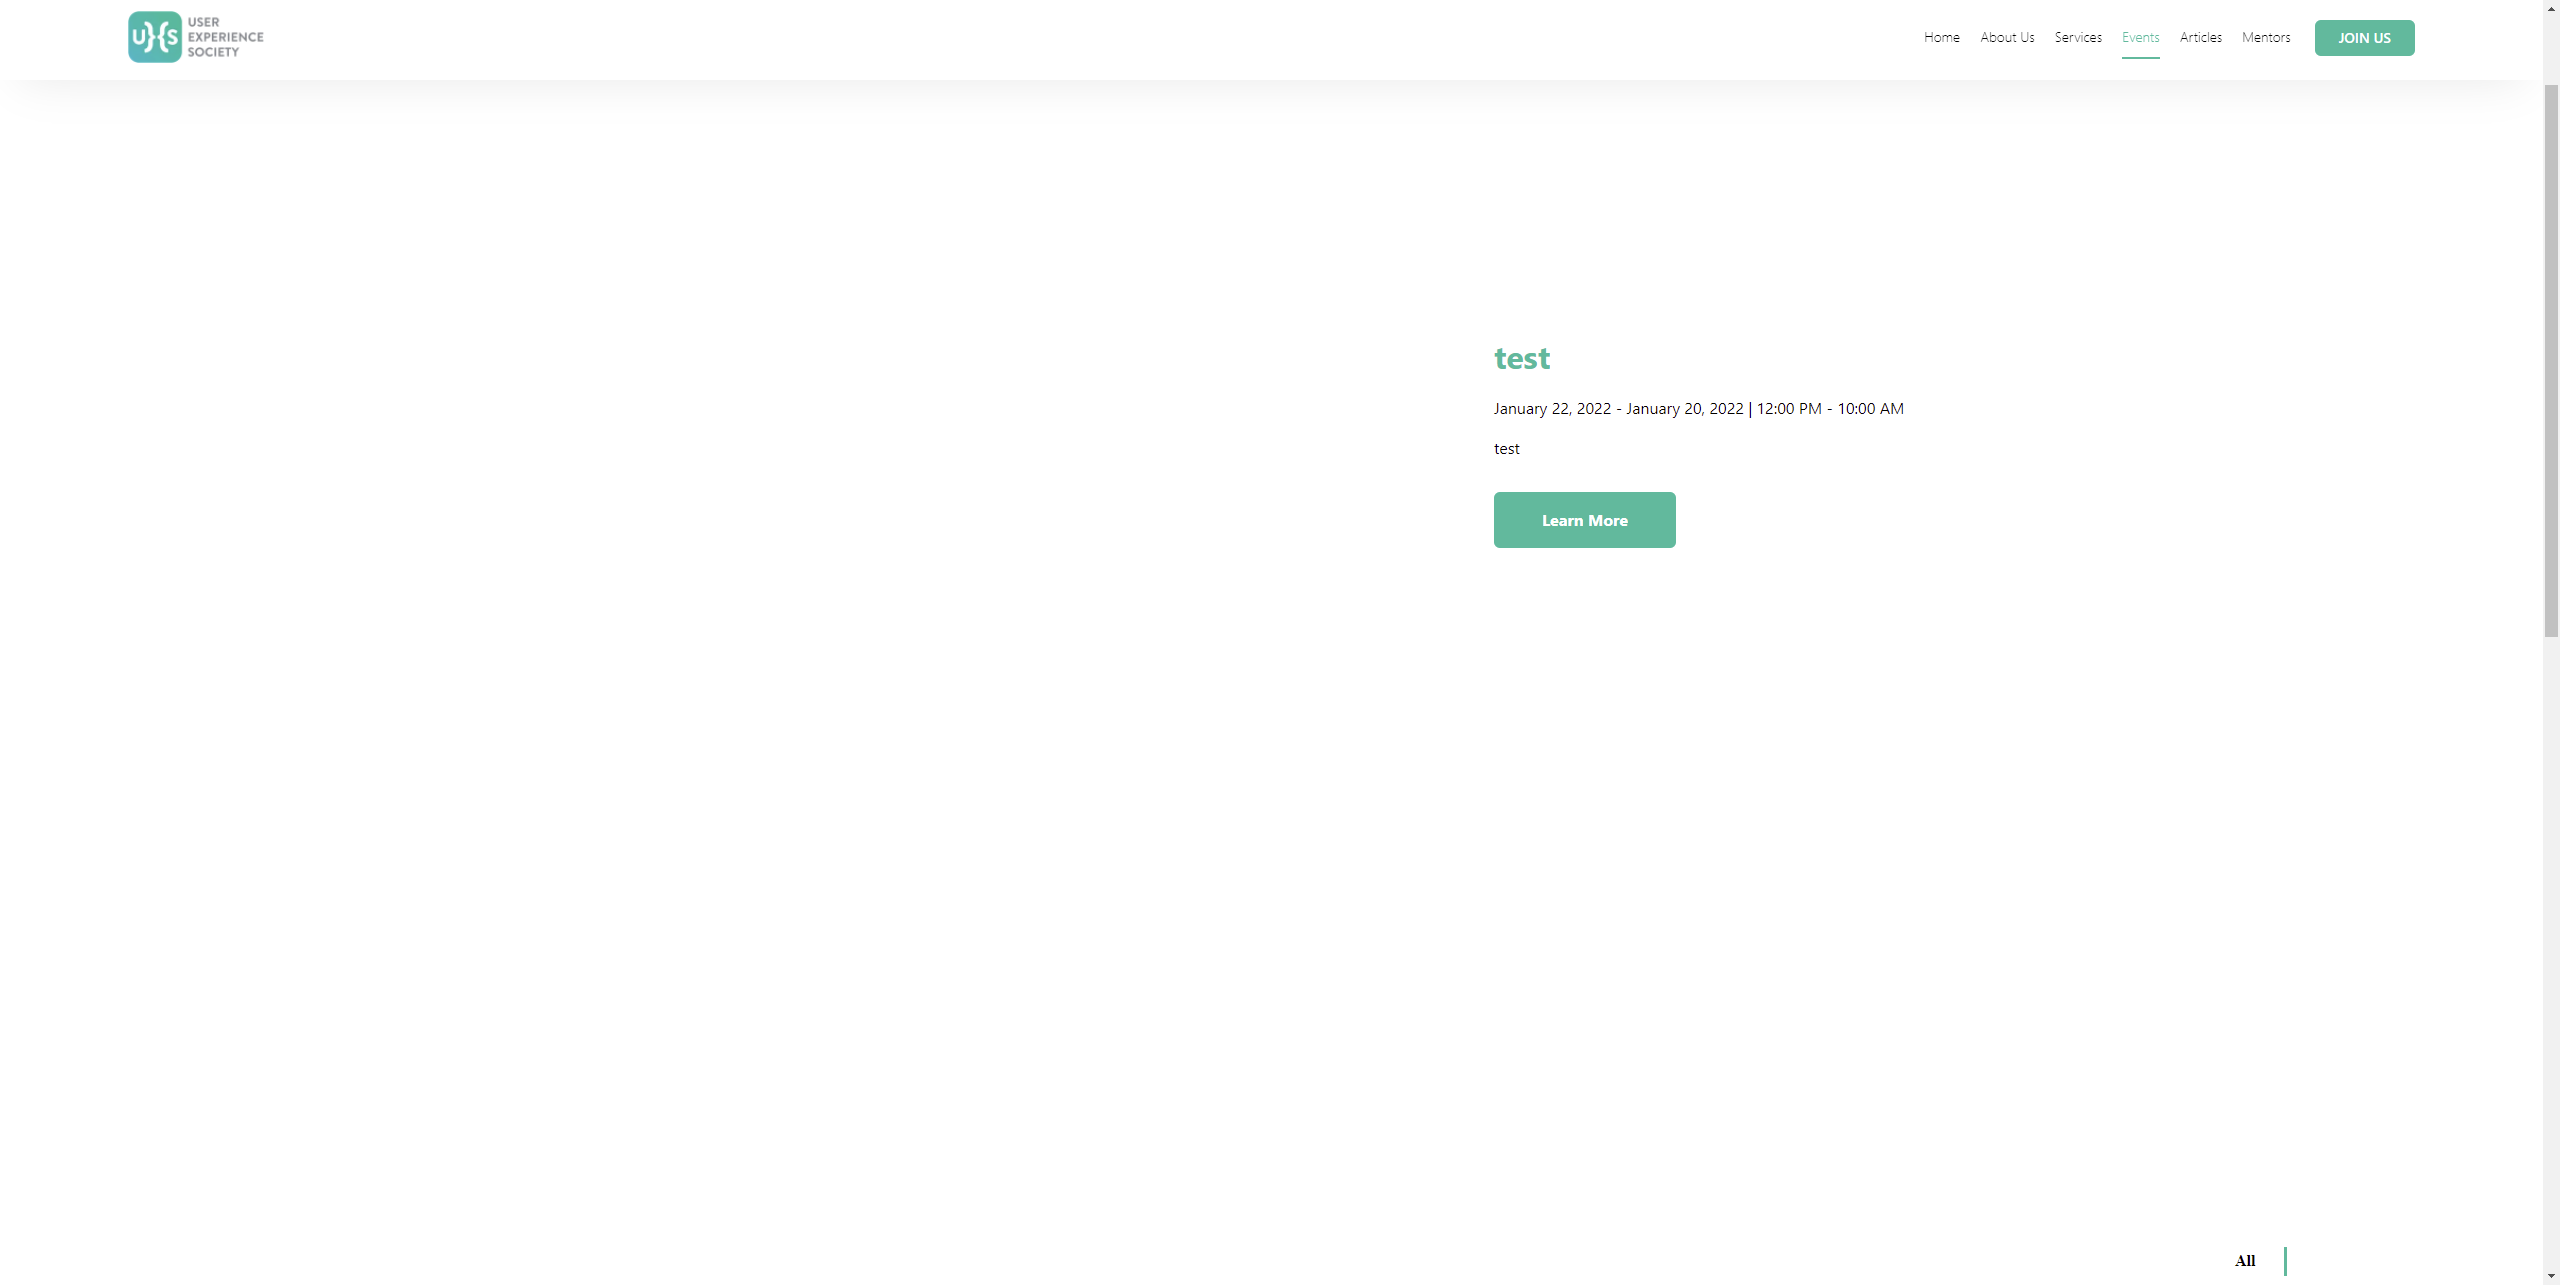 UXS
USER
EXPERIENCE
SOCIETY
Home About Us Services Events Articles Mentors JOIN US
test
January 22, 2022 - January 20, 2022 | 12:00 PM - 10:00 AM
test
Learn More
All